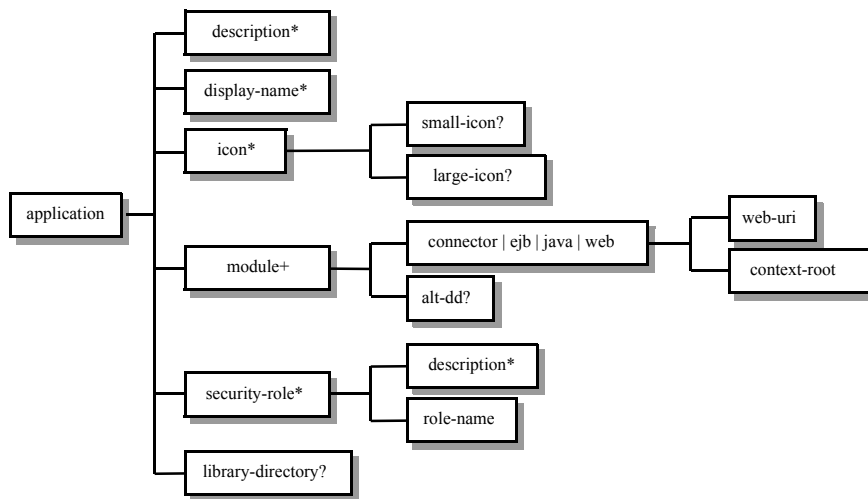 description*
display-name*
small-icon?
icon*
large-icon?
application
web-uri
connector | ejb | java | web
module+
context-root
alt-dd?
description*
security-role*
role-name
library-directory?